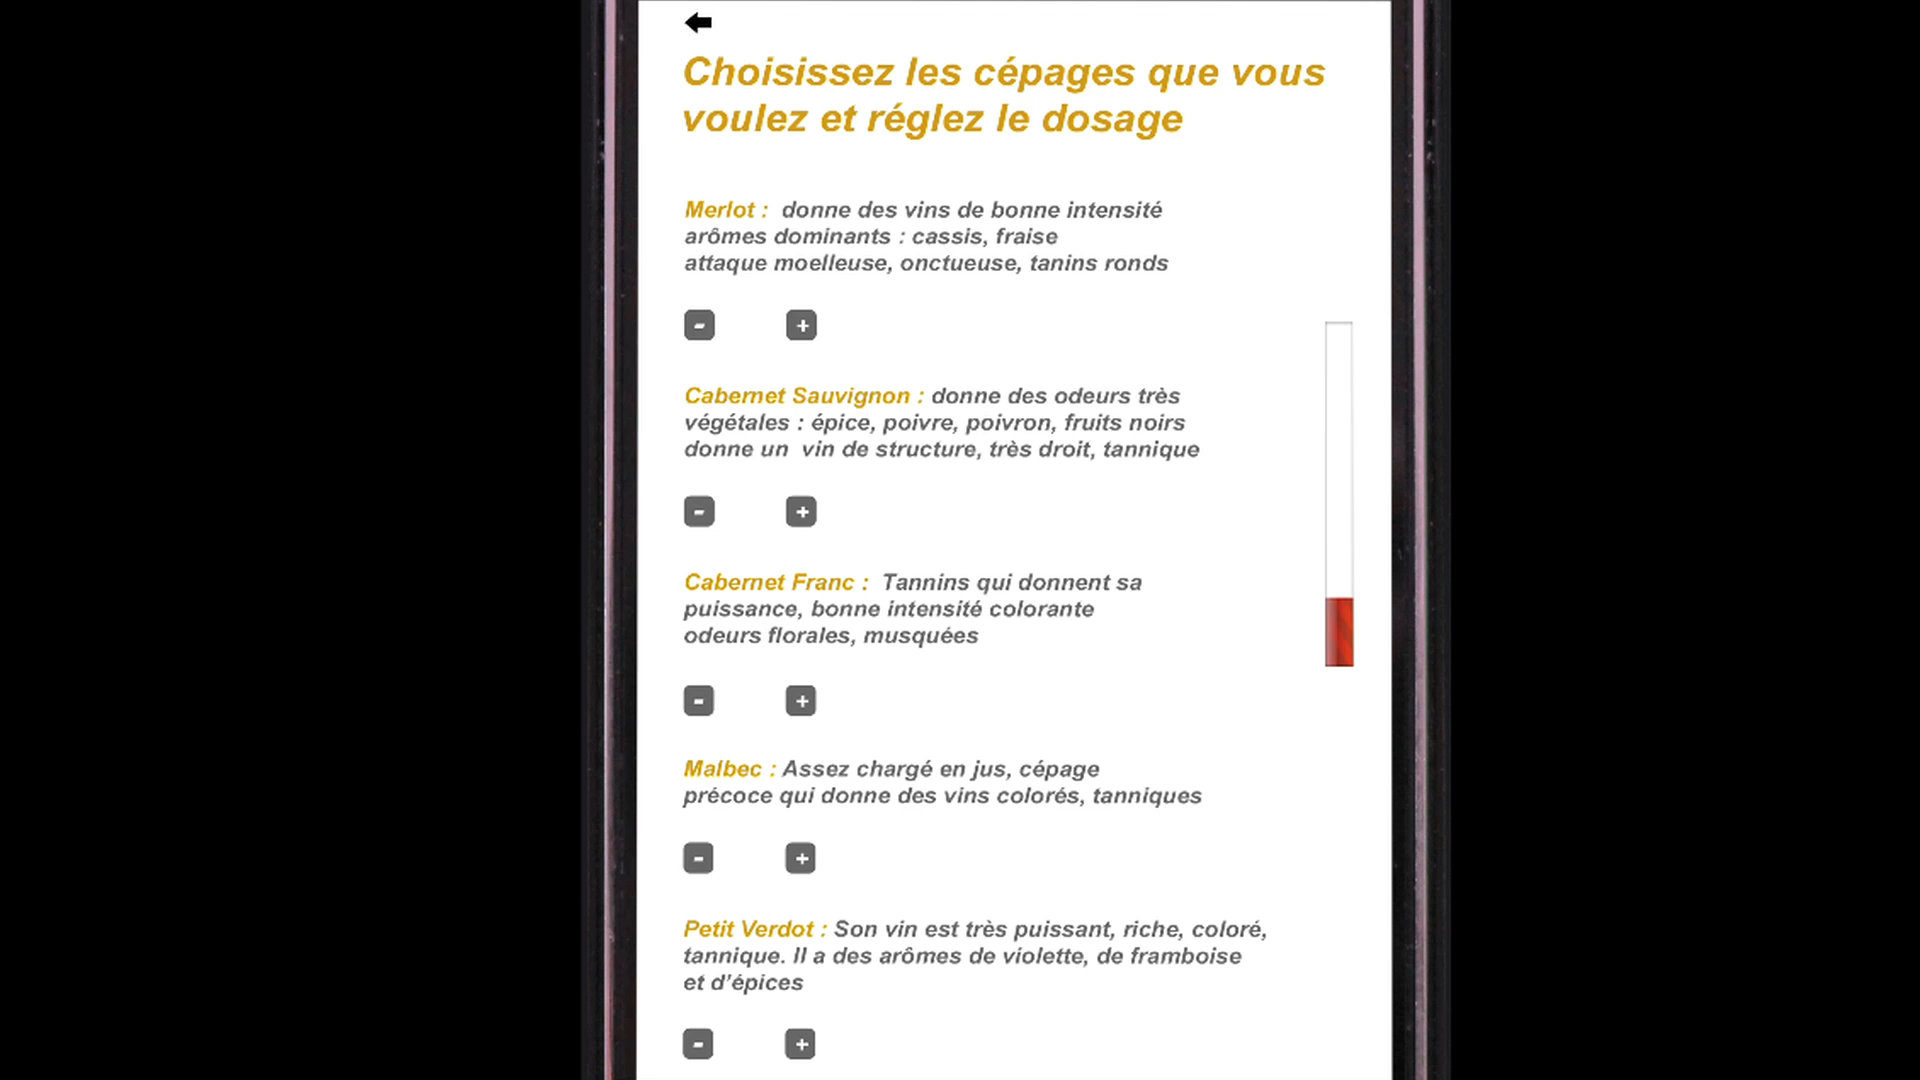 Choisissez les cépages que vous
voulez et réglez le dosage
Merlot : donne des vins de bonne intensité
arômes dominants : cassis, fraise
attaque moelleuse, onctueuse, tanins ronds
- +
Cabernet Sauvignon : donne des odeurs très
végétales : épice, poivre, poivron, fruits noirs
donne un vin de structure, très droit, tannique
- +
Cabernet Franc : Tannins qui donnent sa
puissance, bonne intensité colorante
odeurs florales, musquées
- +
Malbec : Assez chargé en jus, cépage
précoce qui donne des vins colorés, tanniques
- +
Petit Verdot : Son vin est très puissant, riche, coloré,
tannique. Il a des arômes de violette, de framboise
et d'épices
- +